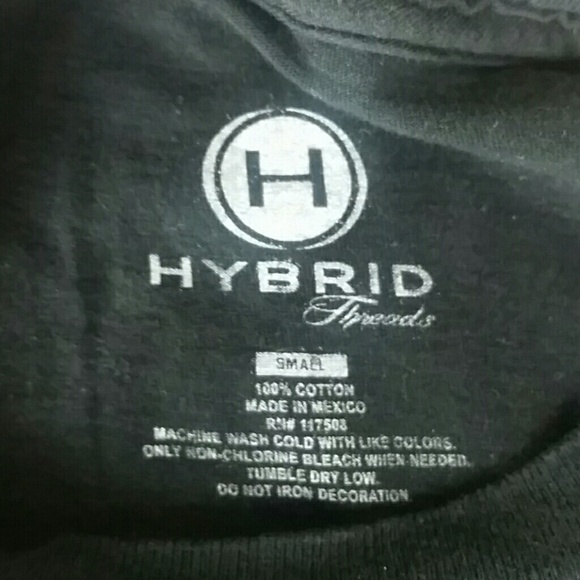 H
HYBRID
Threads
SMALL
100% COTTON
MADE IN MEXICO
RN# 117508
MACHINE WASH COLD WITH LIKE COLORS.
ONLY NON-CHLORINE BLEACH WHEN NEEDED.
TUMBLE DRY LOW.
DO NOT IRON DECORATION